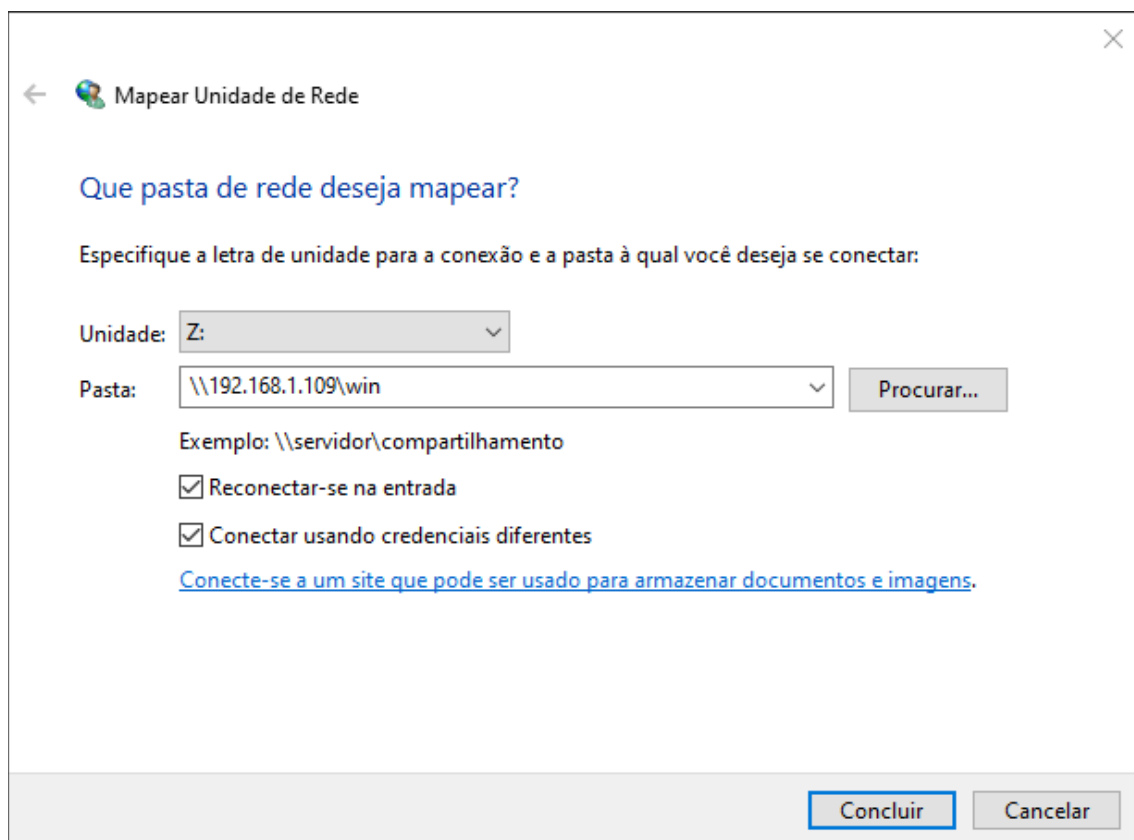 Mapear Unidade de Rede
Que pasta de rede deseja mapear?
Especifique a letra de unidade para a conexão e a pasta à qual você deseja se conectar:
Unidade: Z:
Pasta: \\192.168.1.109\win Procurar...
Exemplo: \\servidor\compartilhamento
Reconectar-se na entrada
Conectar usando credenciais diferentes
Conecte-se a um site que pode ser usado para armazenar documentos e imagens.
Concluir Cancelar